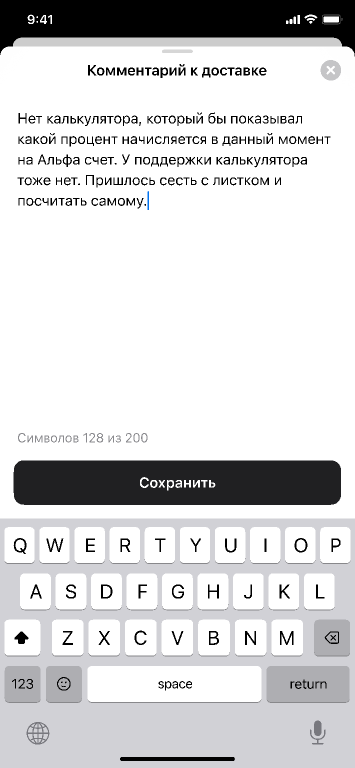 9:41
Комментарий к доставке
Нет калькулятора, который бы показывал
какой процент начисляется в данный момент
на Альфа счет. У поддержки калькулятора
тоже нет. Пришлось сесть с листком и
посчитать самому.
Символов 128 из 200
Сохранить
Q W E R T Y U I O P
A S D F G H J K L
Z X C V B N M
123 space return